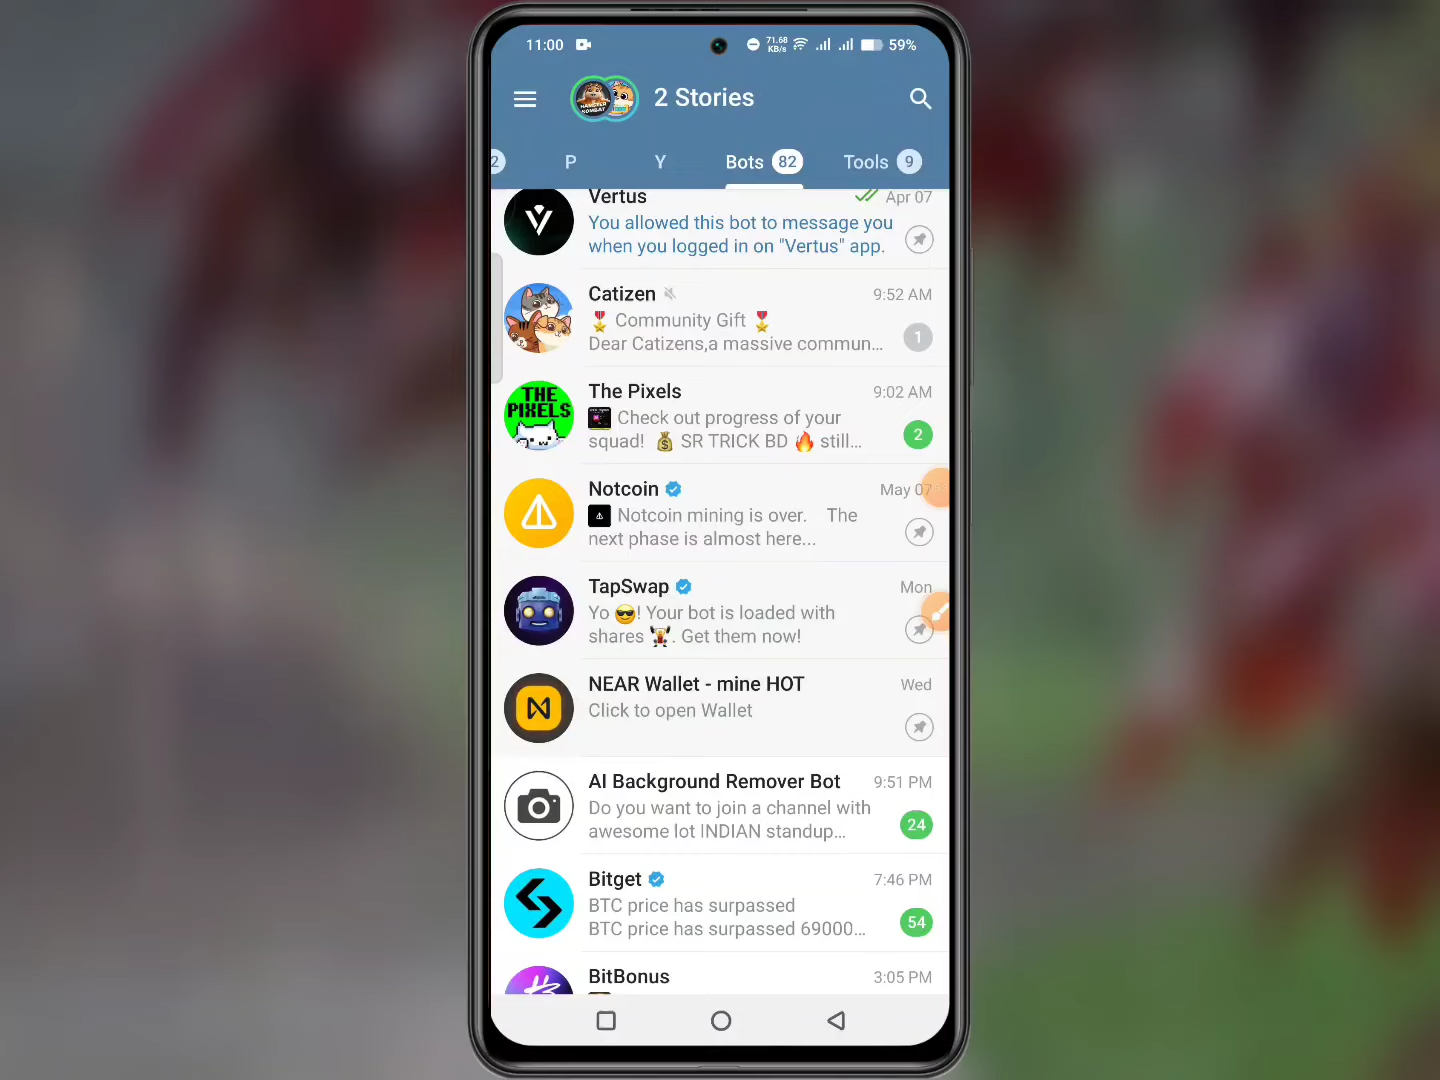 11:00
71.68
KB/s
59%
HAMSTER
KOMBAT
2 Stories
2
P
Y
Bots 82
Tools 9
Vertus
Apr 07
You allowed this bot to message you
when you logged in on "Vertus" app.
Catizen
9:52 AM
🎖 Community Gift 🎖
Dear Catizens,a massive commun...
1
THE
PIXELS
The Pixels
9:02 AM
Check out progress of your
squad! 💰 SR TRICK BD 🔥 still...
2
Notcoin
May 07
Notcoin mining is over. The
next phase is almost here...
TapSwap
Mon
Yo 😎! Your bot is loaded with
shares 🏋. Get them now!
NEAR Wallet - mine HOT
Wed
Click to open Wallet
AI Background Remover Bot
9:51 PM
Do you want to join a channel with
awesome lot INDIAN standup...
24
Bitget
7:46 PM
BTC price has surpassed
BTC price has surpassed 69000...
54
BitBonus
3:05 PM